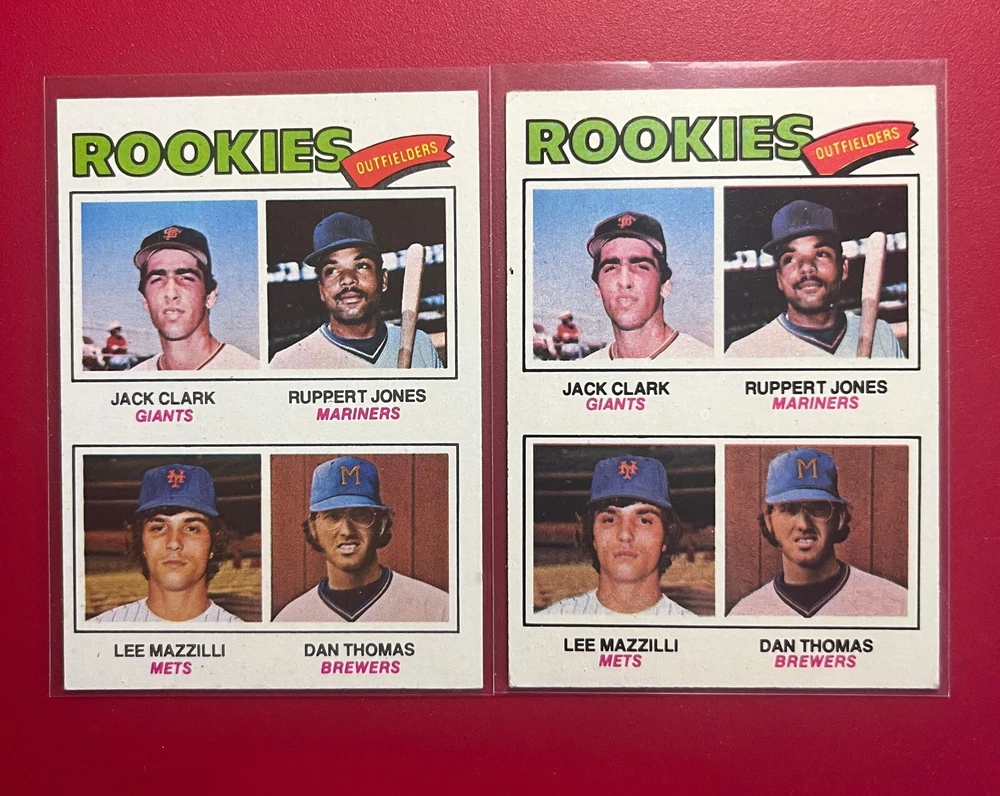 ROOKIES OUTFIELDERS
JACK CLARK RUPPERT JONES
GIANTS MARINERS
M
LEE MAZZILLI DAN THOMAS
METS BREWERS
ROOKIES OUTFIELDERS
JACK CLARK RUPPERT JONES
GIANTS MARINERS
M
LEE MAZZILLI DAN THOMAS
METS BREWERS